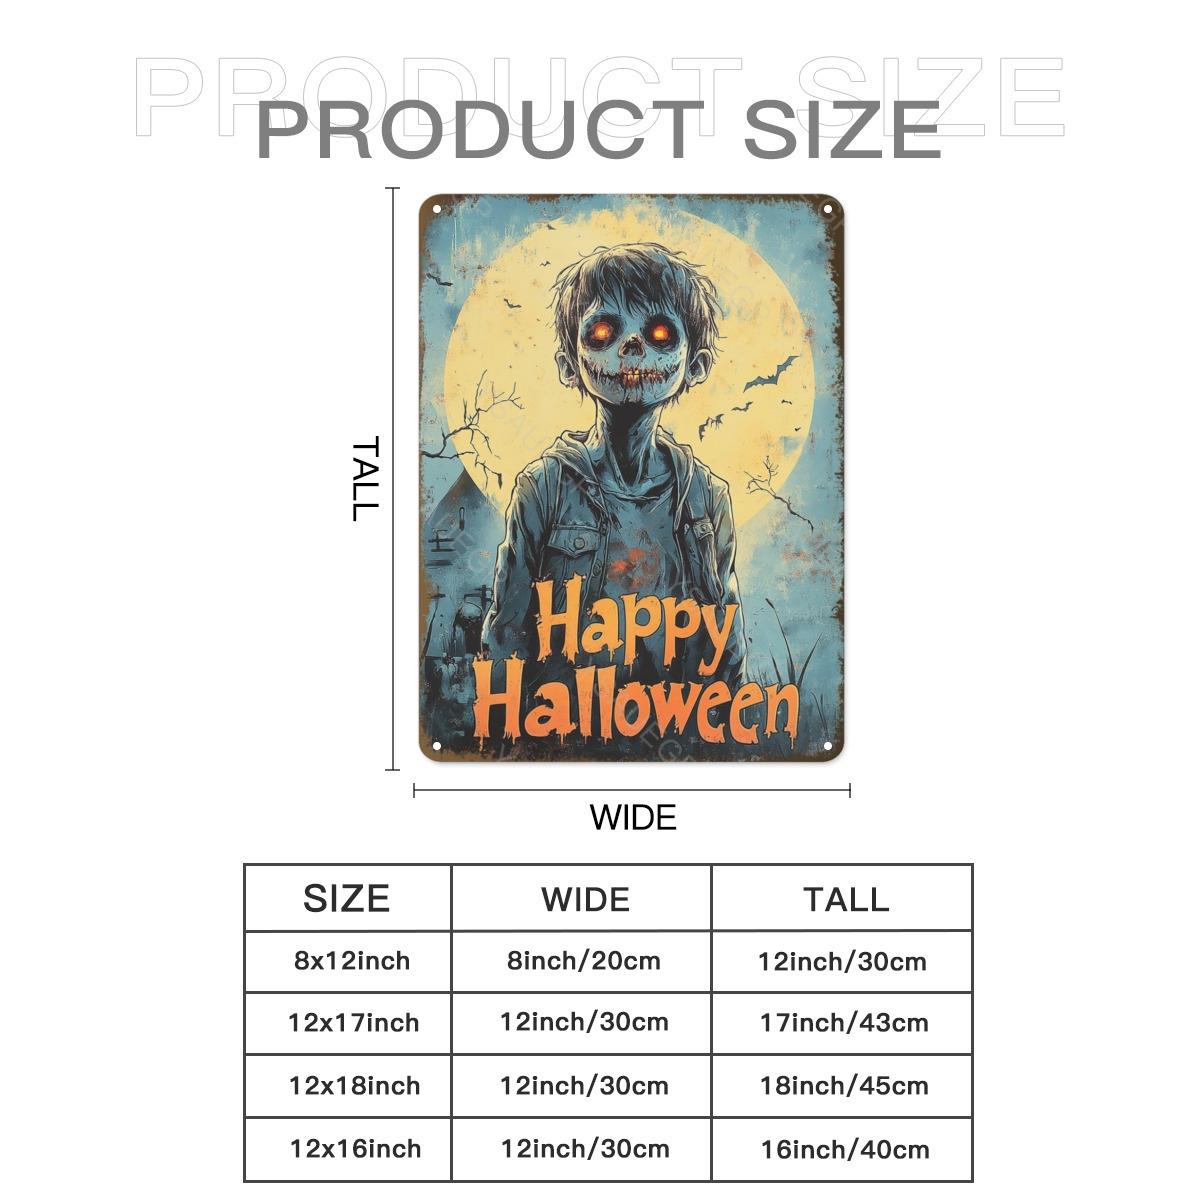 PRODUCT SIZE
PRODUCT SIZE
TALL
Happy
Halloween
WIDE
SIZE WIDE TALL
8x12inch 8inch/20cm 12inch/30cm
12x17inch 12inch/30cm 17inch/43cm
12x18inch 12inch/30cm 18inch/45cm
12x16inch 12inch/30cm 16inch/40cm